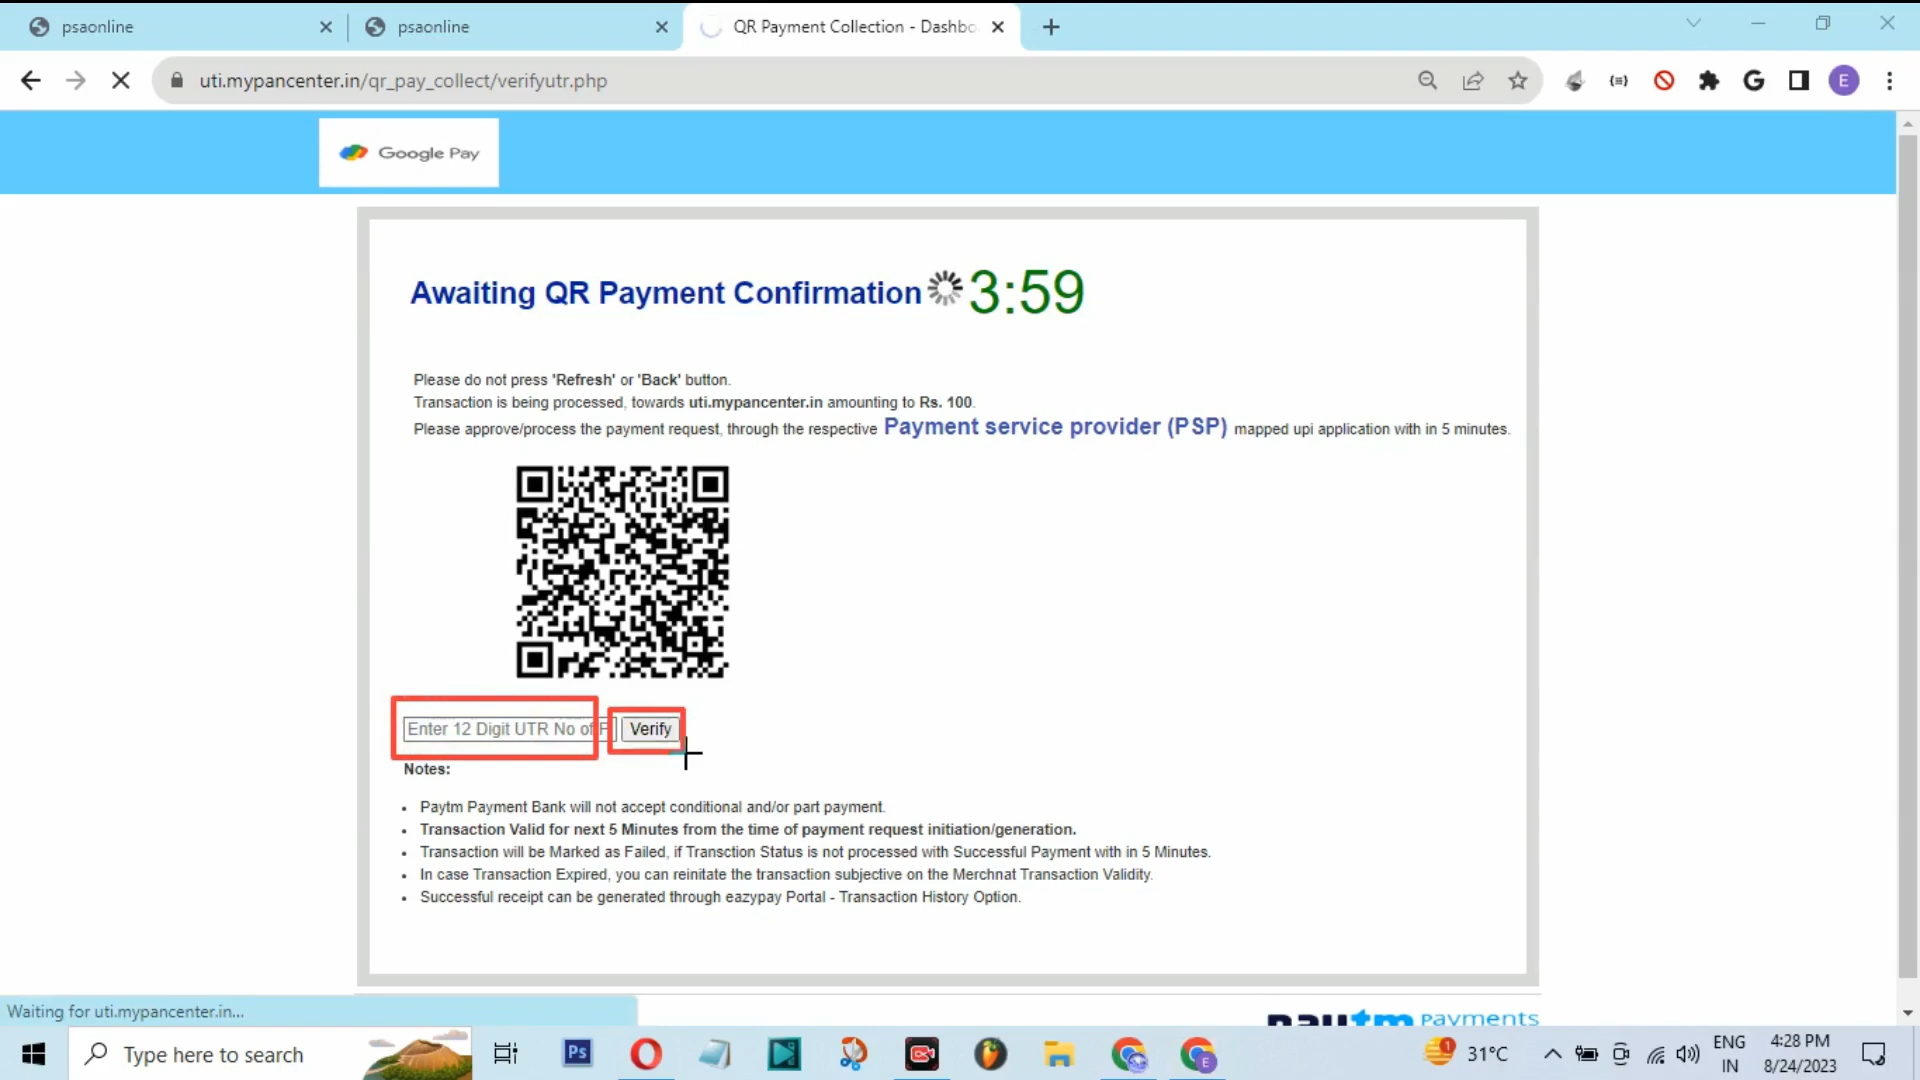 psaonline
psaonline
QR Payment Collection - Dashbo
uti.mypancenter.in/qr_pay_collect/verifyutr.php
E
Google Pay
Awaiting QR Payment Confirmation 3:59
Please do not press 'Refresh' or 'Back' button.
Transaction is being processed, towards uti.mypancenter.in amounting to Rs. 100.
Please approve/process the payment request, through the respective Payment service provider (PSP) mapped upi application with in 5 minutes.
Enter 12 Digit UTR No of F Verify
Notes:
Paytm Payment Bank will not accept conditional and/or part payment.
Transaction Valid for next 5 Minutes from the time of payment request initiation/generation.
Transaction will be Marked as Failed, if Transction Status is not processed with Successful Payment with in 5 Minutes.
In case Transaction Expired, you can reinitate the transaction subjective on the Merchnat Transaction Validity.
Successful receipt can be generated through eazypay Portal - Transaction History Option.
paytm payments
Waiting for uti.mypancenter.in...
Type here to search
Ps
E
1
31°C
ENG
IN
4:28 PM
8/24/2023